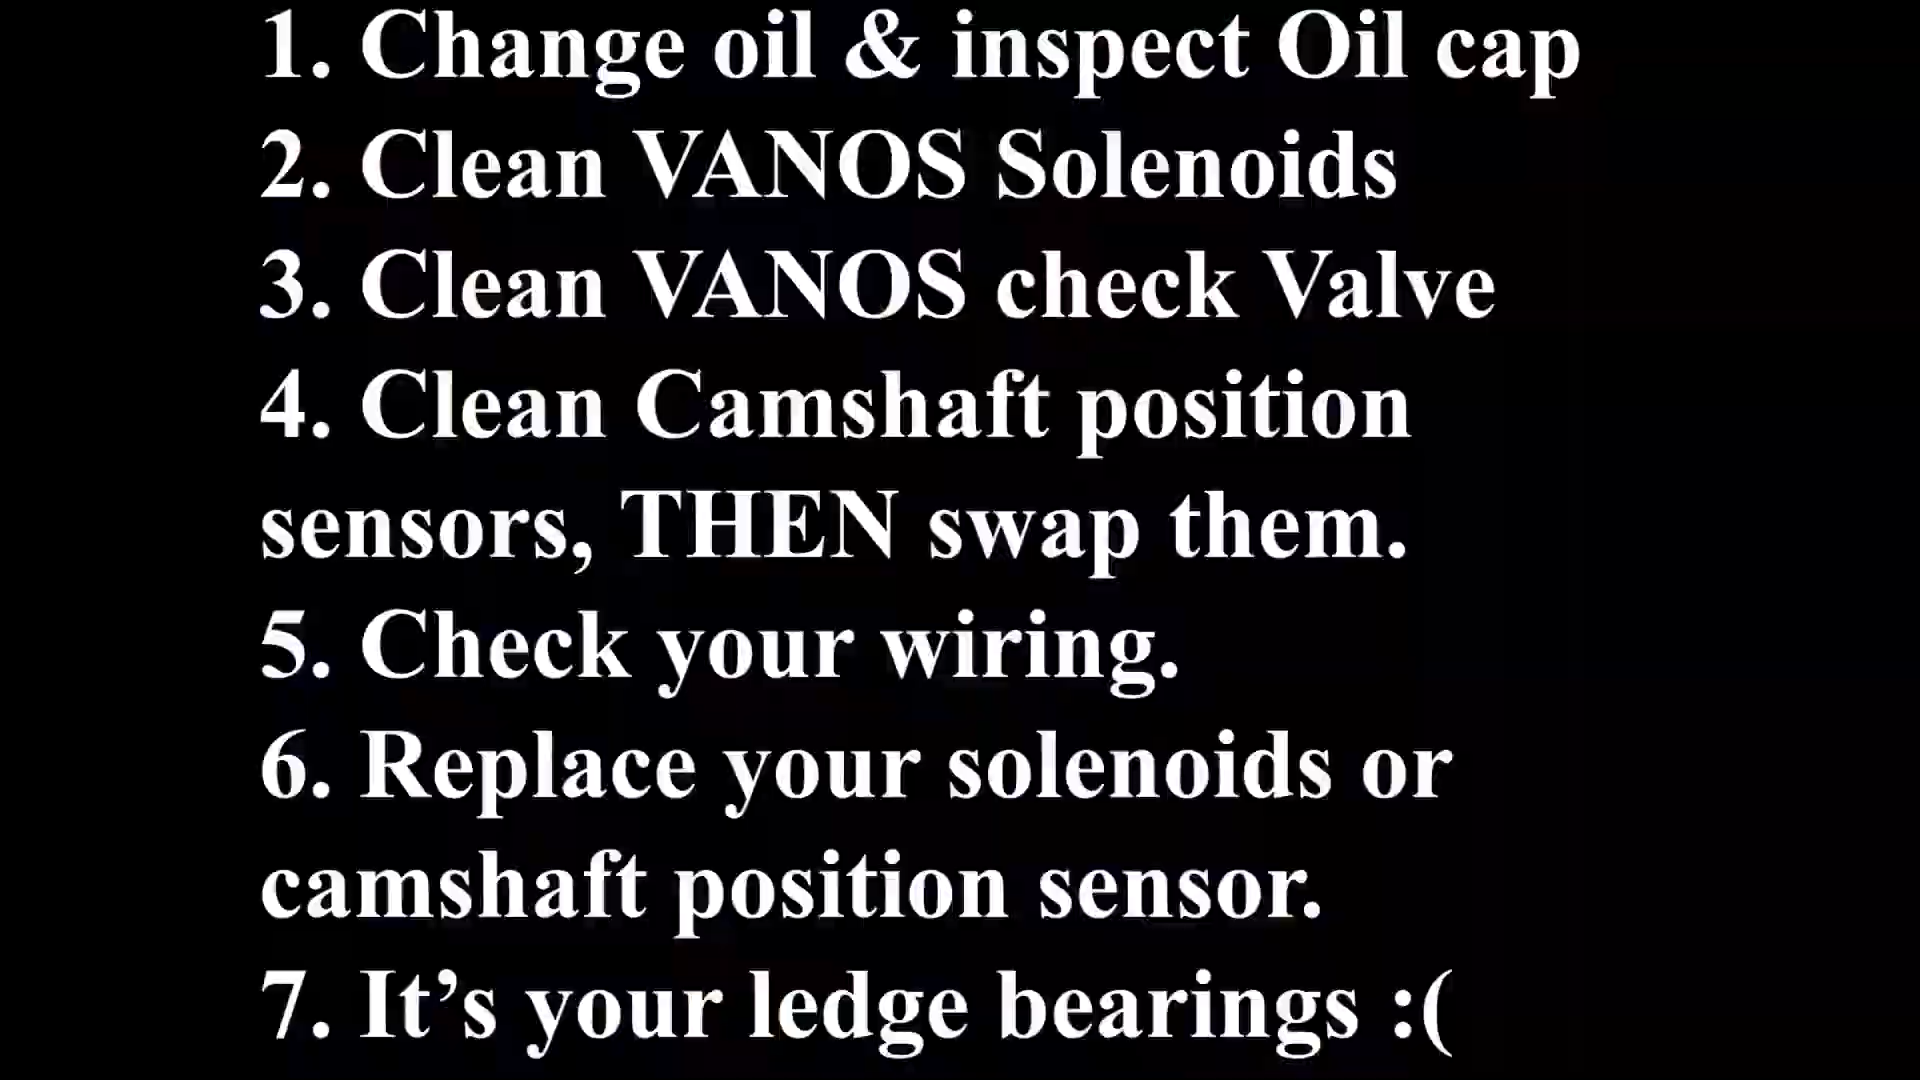 1. Change oil & inspect Oil cap
2. Clean VANOS Solenoids
3. Clean VANOS check Valve
4. Clean Camshaft position
sensors, THEN swap them.
5. Check your wiring.
6. Replace your solenoids or
camshaft position sensor.
7. It’s your ledge bearings :(